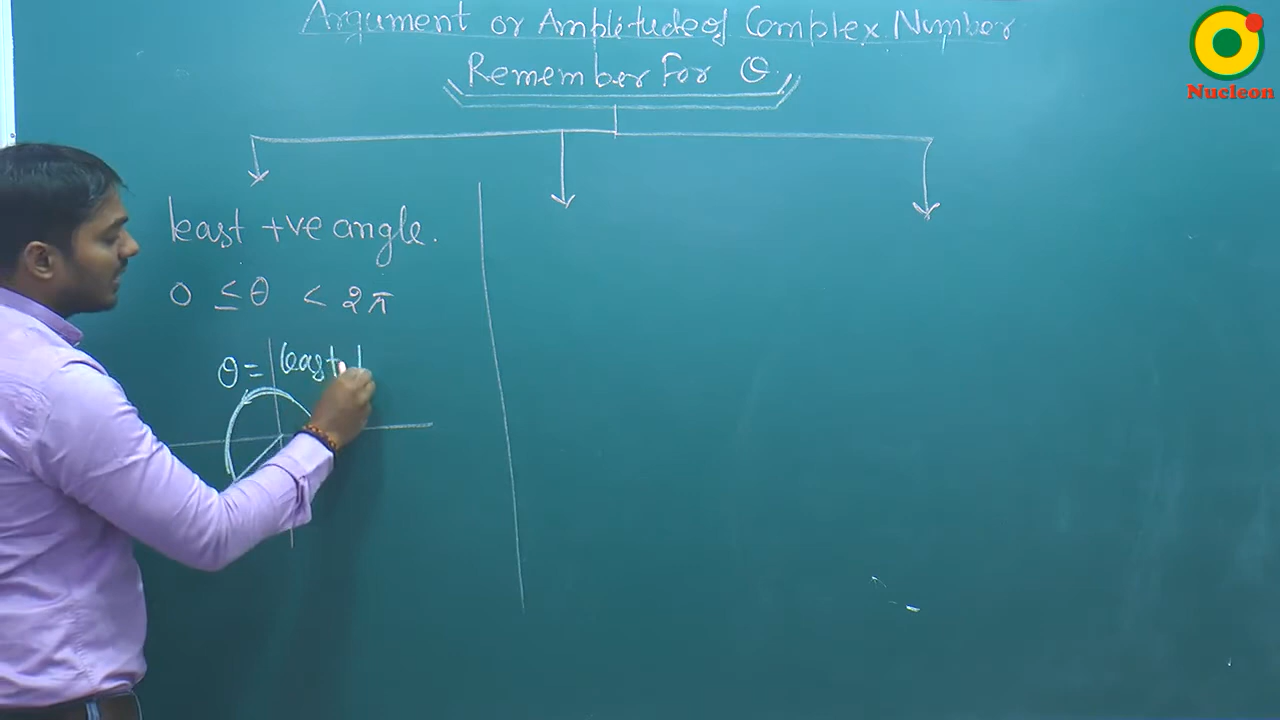 Argument or Amplitude of Complex Number
Remember For θ
Nucleon
least +ve angle.
0 ≤ θ < 2π
θ = least